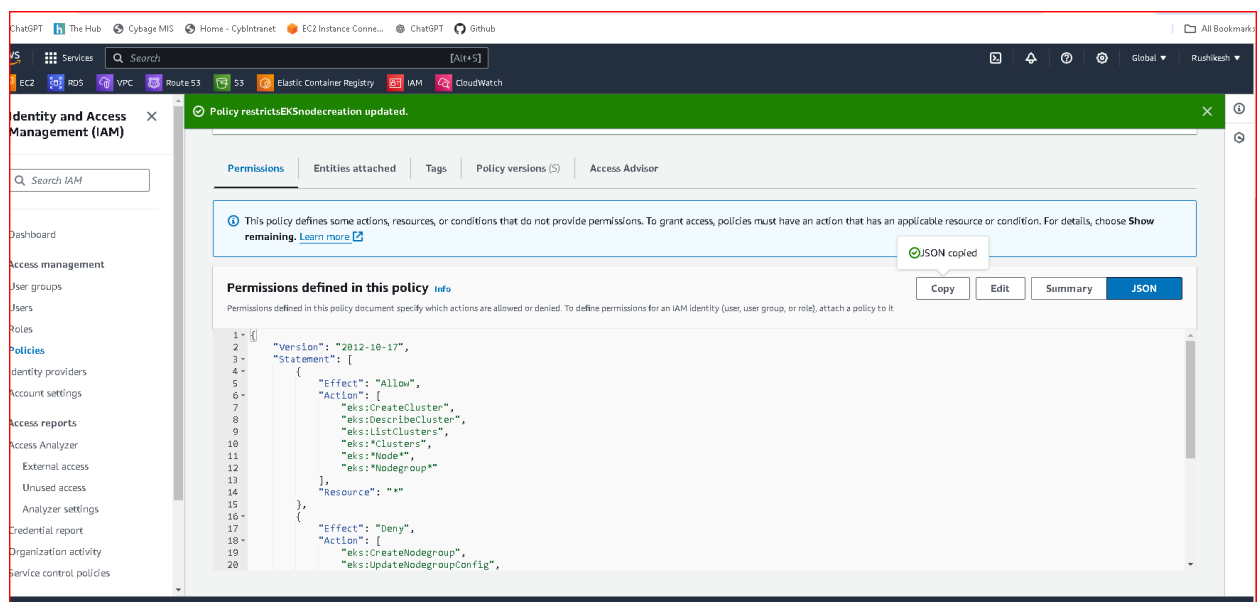 ChatGPT The Hub Cybage MIS Home - CybIntranet EC2 Instance Conne... ChatGPT Github All Bookmarks
Services Search [Alt+S] Global Rushikesh
EC2 RDS VPC Route 53 S3 Elastic Container Registry IAM CloudWatch
Identity and Access
Management (IAM)
Search IAM
Dashboard
Access management
User groups
Users
Roles
Policies
Identity providers
Account settings
Access reports
Access Analyzer
External access
Unused access
Analyzer settings
Credential report
Organization activity
Service control policies
Policy restrictsEKSnodecreation updated.
Permissions Entities attached Tags Policy versions (5) Access Advisor
This policy defines some actions, resources, or conditions that do not provide permissions. To grant access, policies must have an action that has an applicable resource or condition. For details, choose Show
remaining. Learn more
JSON copied
Permissions defined in this policy Info
Copy Edit Summary JSON
Permissions defined in this policy document specify which actions are allowed or denied. To define permissions for an IAM identity (user, user group, or role), attach a policy to it
1 {
2 "Version": "2012-10-17",
3 "Statement": [
4 {
5 "Effect": "Allow",
6 "Action": [
7 "eks:CreateCluster",
8 "eks:DescribeCluster",
9 "eks:ListClusters",
10 "eks:*Clusters",
11 "eks:*Node*",
12 "eks:*Nodegroup*"
13 ],
14 "Resource": "*"
15 },
16 {
17 "Effect": "Deny",
18 "Action": [
19 "eks:CreateNodegroup",
20 "eks:UpdateNodegroupConfig",